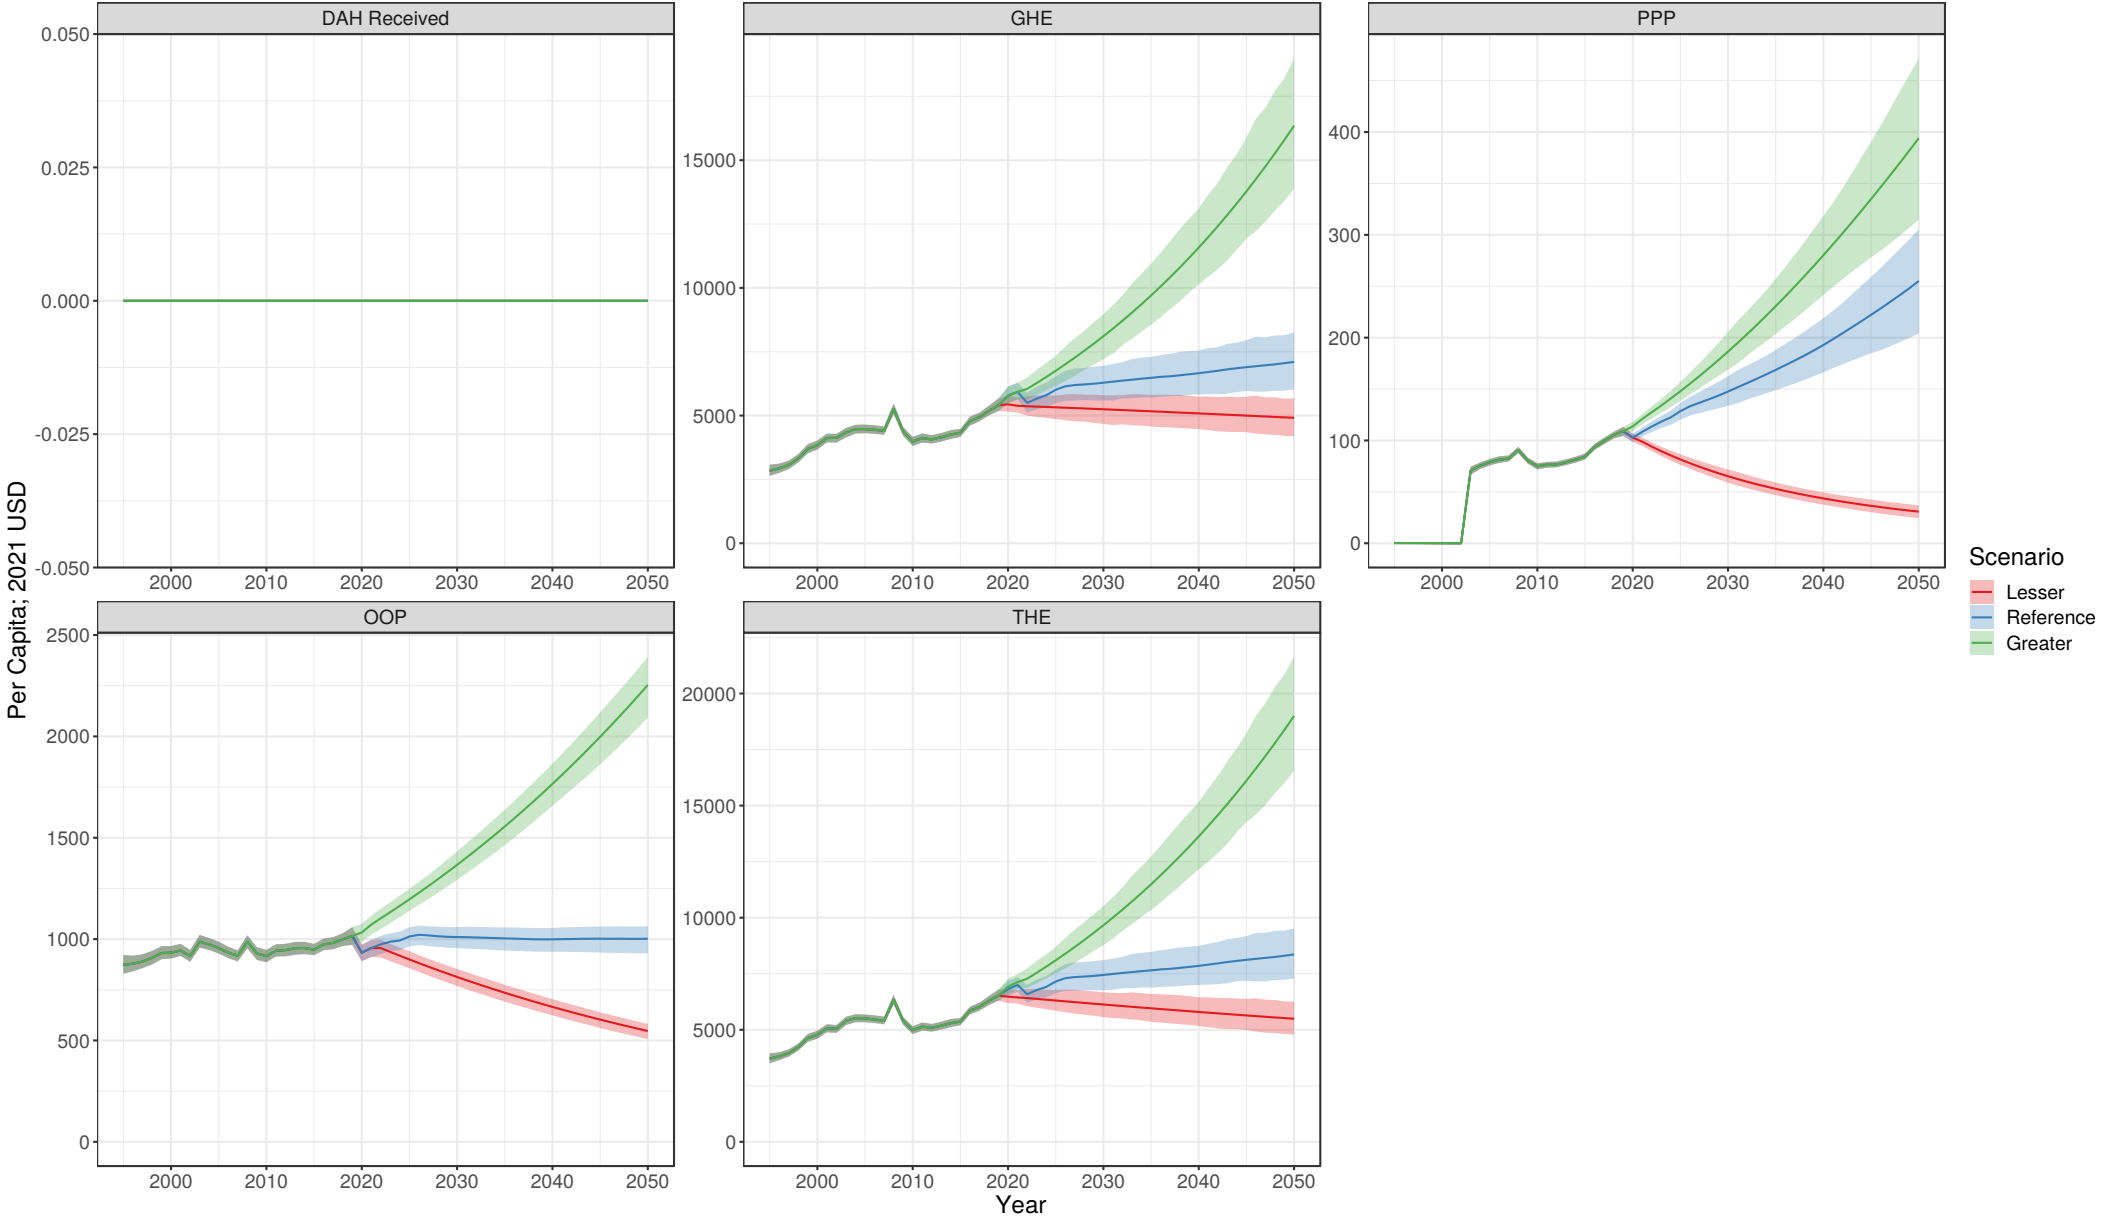 DAH Received
GHE
PPP
0.050
0.025
0.000
-0.025
-0.050
2000 2010 2020 2030 2040 2050
15000
10000
5000
0
2000 2010 2020 2030 2040 2050
400
300
200
100
0
2000 2010 2020 2030 2040 2050
OOP
THE
2500
2000
1500
1000
500
0
2000 2010 2020 2030 2040 2050
20000
15000
10000
5000
0
2000 2010 2020 2030 2040 2050
Per Capita; 2021 USD
Year
Scenario
Lesser
Reference
Greater